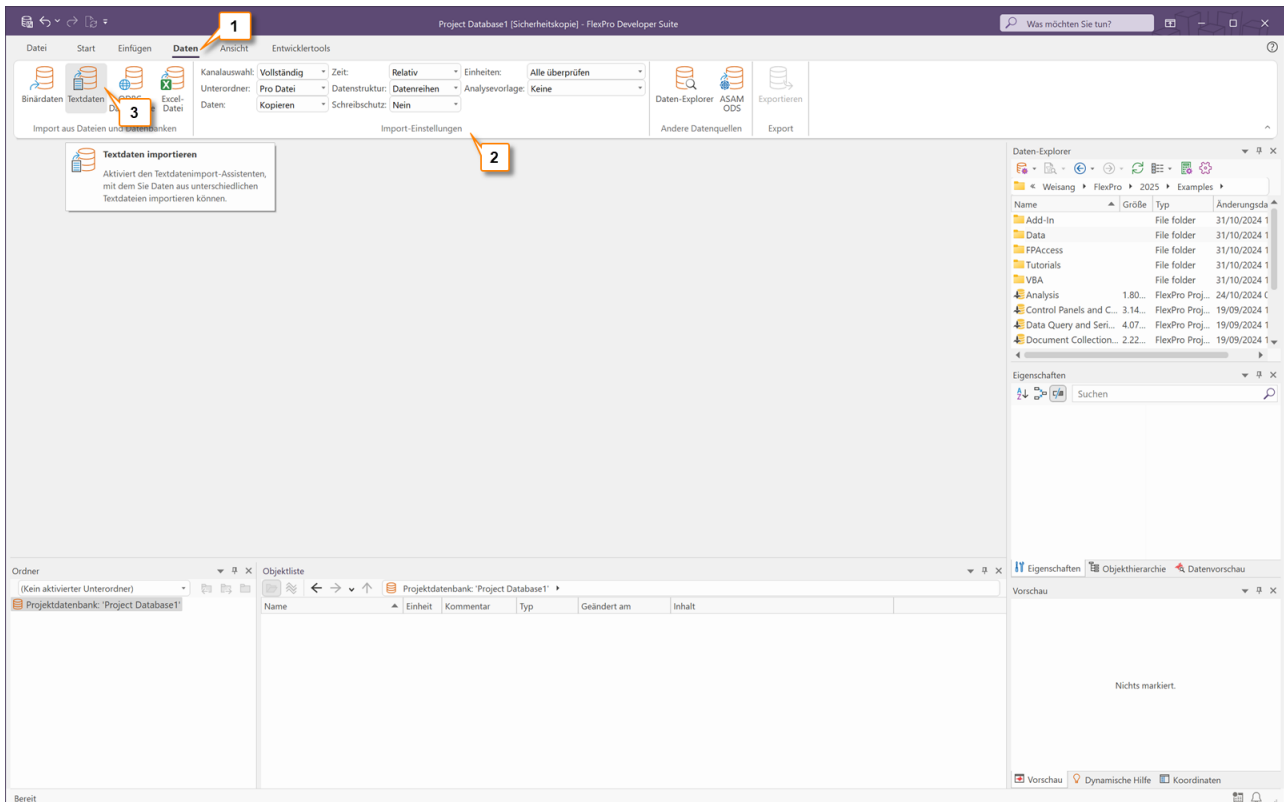 Project Database1 [Sicherheitskopie] - FlexPro Developer Suite
Was möchten Sie tun?
1
Datei Start Einfügen Daten Ansicht Entwicklertools
Binärdaten
Textdaten
Excel-
Datei
3
Import aus Dateien und Datenbanken
Kanalauswahl: Vollständig Zeit: Relativ Einheiten: Alle überprüfen
Unterordner: Pro Datei Datenstruktur: Datenreihen Analysevorlage: Keine
Daten: Kopieren Schreibschutz: Nein
Import-Einstellungen
2
Daten-Explorer
ASAM
ODS
Andere Datenquellen
Exportieren
Export
Textdaten importieren
Aktiviert den Textdatenimport-Assistenten,
mit dem Sie Daten aus unterschiedlichen
Textdateien importieren können.
Daten-Explorer
« Weisang FlexPro 2025 Examples
Name Größe Typ Änderungsda
Add-In File folder 31/10/2024 1
Data File folder 31/10/2024 1
FPAccess File folder 31/10/2024 1
Tutorials File folder 31/10/2024 1
VBA File folder 31/10/2024 1
Analysis 1.80... FlexPro Proj... 24/10/2024 0
Control Panels and C... 3.14... FlexPro Proj... 19/09/2024 1
Data Query and Seri... 4.07... FlexPro Proj... 19/09/2024 1
Document Collection... 2.22... FlexPro Proj... 19/09/2024 1
Eigenschaften
Suchen
Eigenschaften Objekthierarchie Datenvorschau
Ordner
(Kein aktivierter Unterordner)
Projektdatenbank: 'Project Database1'
Objektliste
Projektdatenbank: 'Project Database1'
Name Einheit Kommentar Typ Geändert am Inhalt
Vorschau
Nichts markiert.
Vorschau Dynamische Hilfe Koordinaten
Bereit